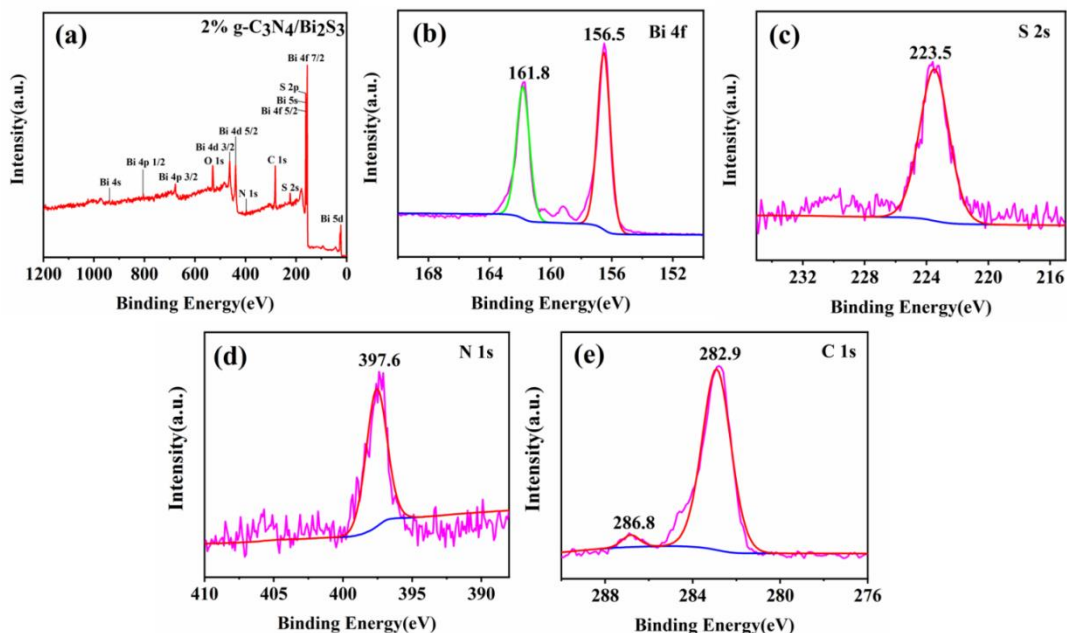 (a)
2% g-C3N4/Bi2S3
Bi 4f 7/2
S 2p
Bi 5s
Bi 4f 5/2
Bi 4d 5/2
Bi 4d 3/2
O 1s
C 1s
Bi 4p 1/2
Bi 4s
Bi 4p 3/2
N 1s
S 2s
Bi 5d
Intensity(a.u.)
1200 1000 800 600 400 200 0
Binding Energy(eV)
(b)
Bi 4f
156.5
161.8
Intensity(a.u.)
168 164 160 156 152
Binding Energy(eV)
(c)
S 2s
223.5
Intensity(a.u.)
232 228 224 220 216
Binding Energy(eV)
(d)
N 1s
397.6
Intensity(a.u.)
410 405 400 395 390
Binding Energy(eV)
(e)
C 1s
282.9
286.8
Intensity(a.u.)
288 284 280 276
Binding Energy(eV)